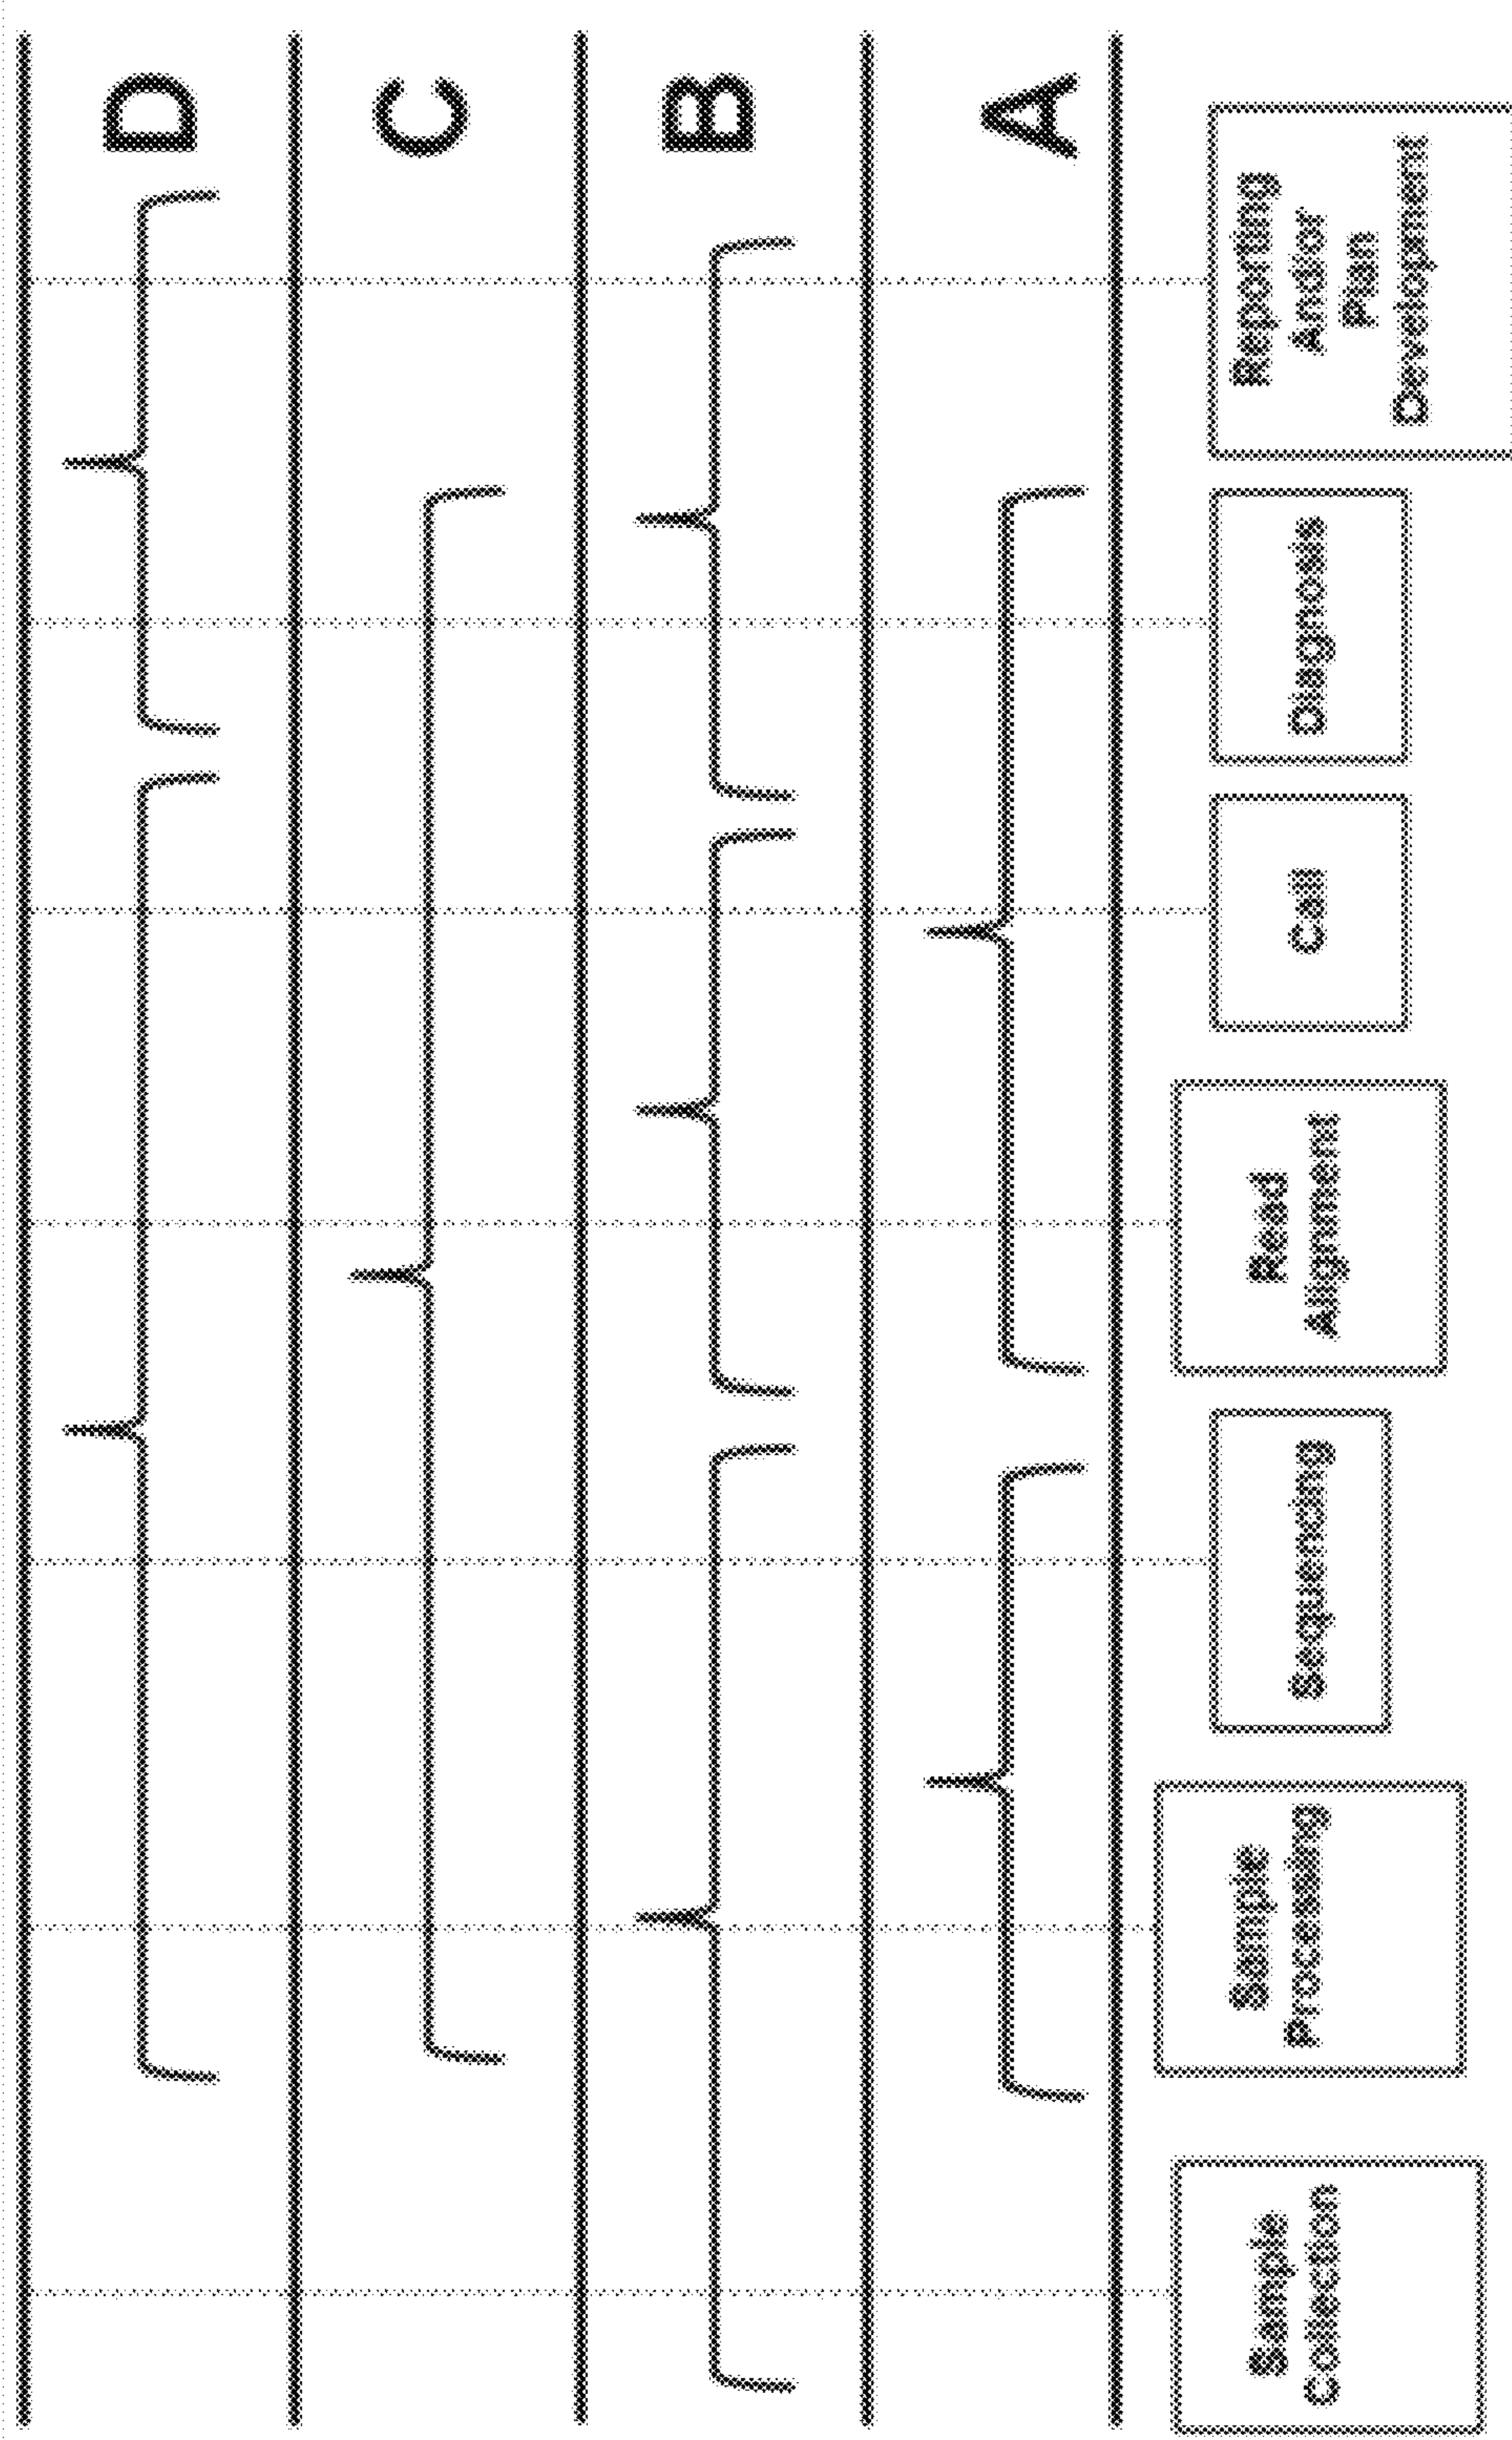 D
C
B
A
Sample
Collection
Sample
Processing
Sequencing
Read
Alignment
Call
Diagnosis
Reporting
And/or
Plan
Development